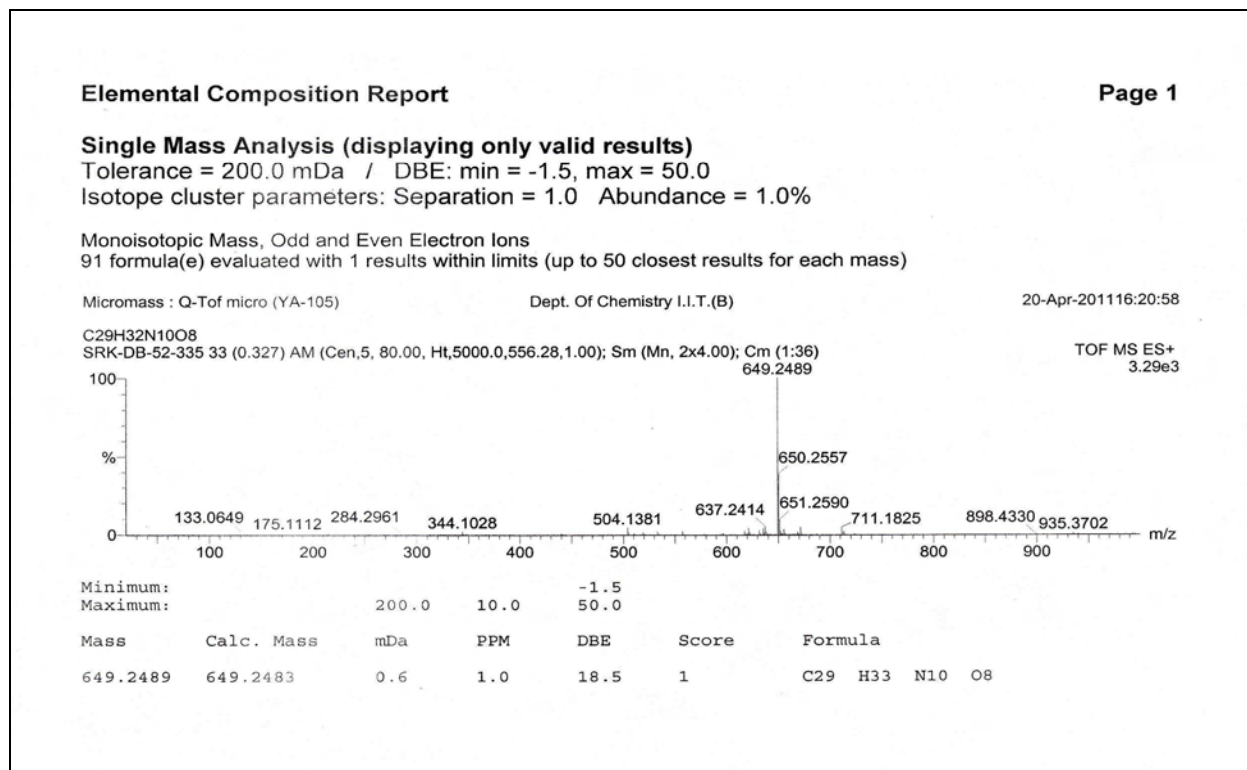 Elemental Composition Report Page 1
Single Mass Analysis (displaying only valid results)
Tolerance = 200.0 mDa / DBE: min = -1.5, max = 50.0
Isotope cluster parameters: Separation = 1.0 Abundance = 1.0%
Monoisotopic Mass, Odd and Even Electron Ions
91 formula(e) evaluated with 1 results within limits (up to 50 closest results for each mass)
Micromass : Q-Tof micro (YA-105) Dept. Of Chemistry I.I.T.(B) 20-Apr-201116:20:58
C29H32N10O8
SRK-DB-52-335 33 (0.327) AM (Cen,5, 80.00, Ht,5000.0,556.28,1.00); Sm (Mn, 2x4.00); Cm (1:36) TOF MS ES+
3.29e3
100
649.2489
%
650.2557
651.2590
0
133.0649 175.1112 284.2961 344.1028 504.1381 637.2414 711.1825 898.4330 935.3702
m/z
100 200 300 400 500 600 700 800 900
Minimum: -1.5
Maximum: 200.0 10.0 50.0
Mass Calc. Mass mDa PPM DBE Score Formula
649.2489 649.2483 0.6 1.0 18.5 1 C29 H33 N10 O8